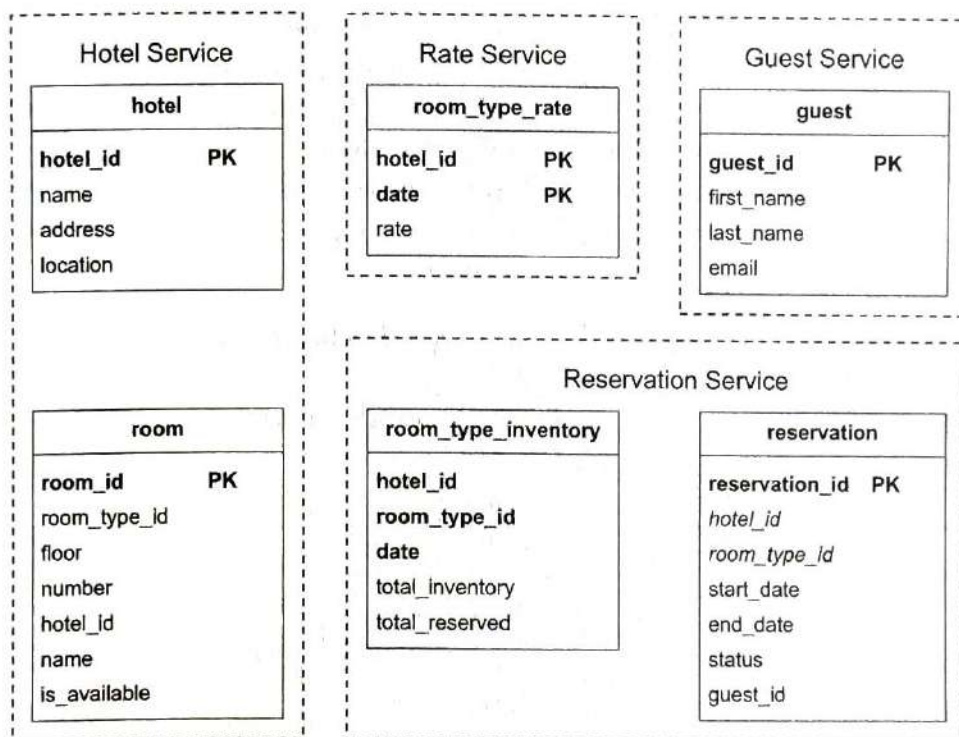 Hotel Service
hotel
hotel_id PK
name
address
location
room
room_id PK
room_type_id
floor
number
hotel_id
name
is_available
Rate Service
room_type_rate
hotel_id PK
date PK
rate
Guest Service
guest
guest_id PK
first_name
last_name
email
Reservation Service
room_type_inventory
hotel_id
room_type_id
date
total_inventory
total_reserved
reservation
reservation_id PK
hotel_id
room_type_id
start_date
end_date
status
guest_id